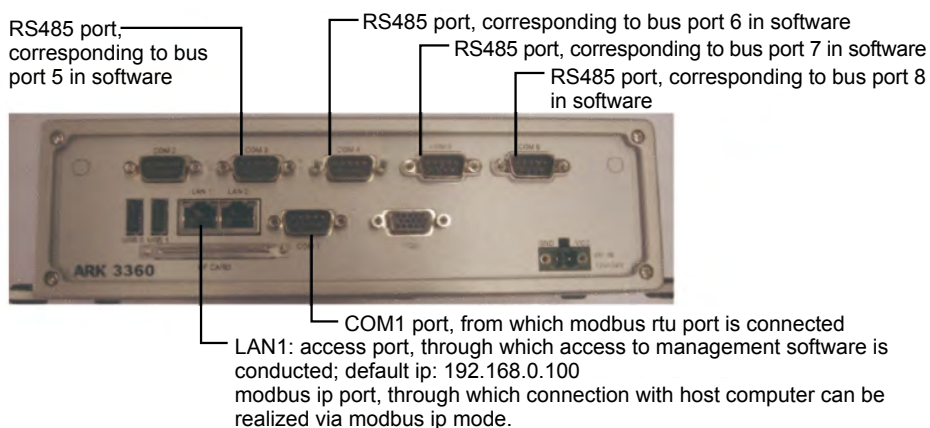 RS485 port,
corresponding to bus
port 5 in software
RS485 port, corresponding to bus port 6 in software
RS485 port, corresponding to bus port 7 in software
RS485 port, corresponding to bus port 8
in software
COM 2
COM 3
COM 4
COM 6
LAN 1 LAN 2
COM 1
CF CARD
ARK 3360
COM1 port, from which modbus rtu port is connected
LAN1: access port, through which access to management software is
conducted; default ip: 192.168.0.100
modbus ip port, through which connection with host computer can be
realized via modbus ip mode.